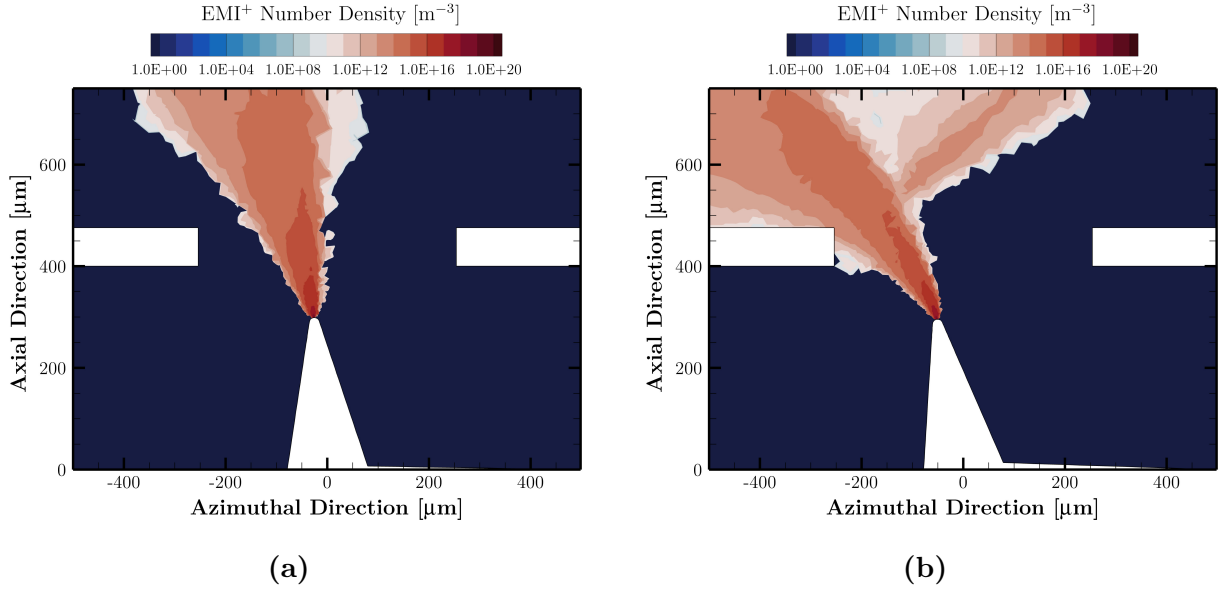 EMI⁺ Number Density [m⁻³]
1.0E+00 1.0E+04 1.0E+08 1.0E+12 1.0E+16 1.0E+20
600
400
200
0
Axial Direction [µm]
-400 -200 0 200 400
Azimuthal Direction [µm]
(a)
EMI⁺ Number Density [m⁻³]
1.0E+00 1.0E+04 1.0E+08 1.0E+12 1.0E+16 1.0E+20
600
400
200
0
Axial Direction [µm]
-400 -200 0 200 400
Azimuthal Direction [µm]
(b)